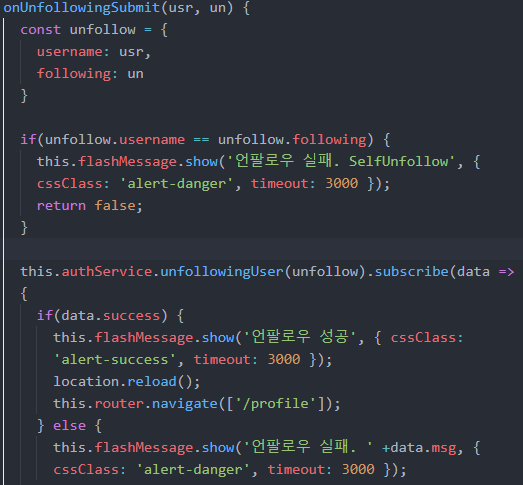 onUnfollowingSubmit(usr, un) {
const unfollow = {
username: usr,
following: un
}
if(unfollow.username == unfollow.following) {
this.flashMessage.show('언팔로우 실패. SelfUnfollow', {
cssClass: 'alert-danger', timeout: 3000 });
return false;
}
this.authService.unfollowingUser(unfollow).subscribe(data =>
{
if(data.success) {
this.flashMessage.show('언팔로우 성공', { cssClass:
'alert-success', timeout: 3000 });
location.reload();
this.router.navigate(['/profile']);
} else {
this.flashMessage.show('언팔로우 실패. ' +data.msg, {
cssClass: 'alert-danger', timeout: 3000 });